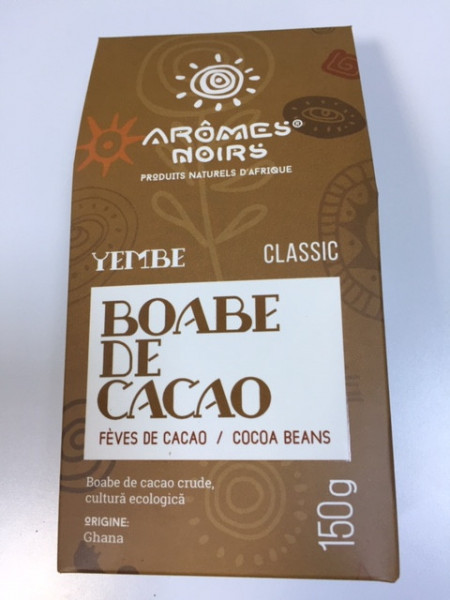 ARÔMES®
NOIRS
PRODUITS NATURELS D'AFRIQUE
YEMBE
CLASSIC
BOABE
DE
CACAO
FÈVES DE CACAO / COCOA BEANS
Boabe de cacao crude,
cultură ecologică
ORIGINE:
Ghana
150g